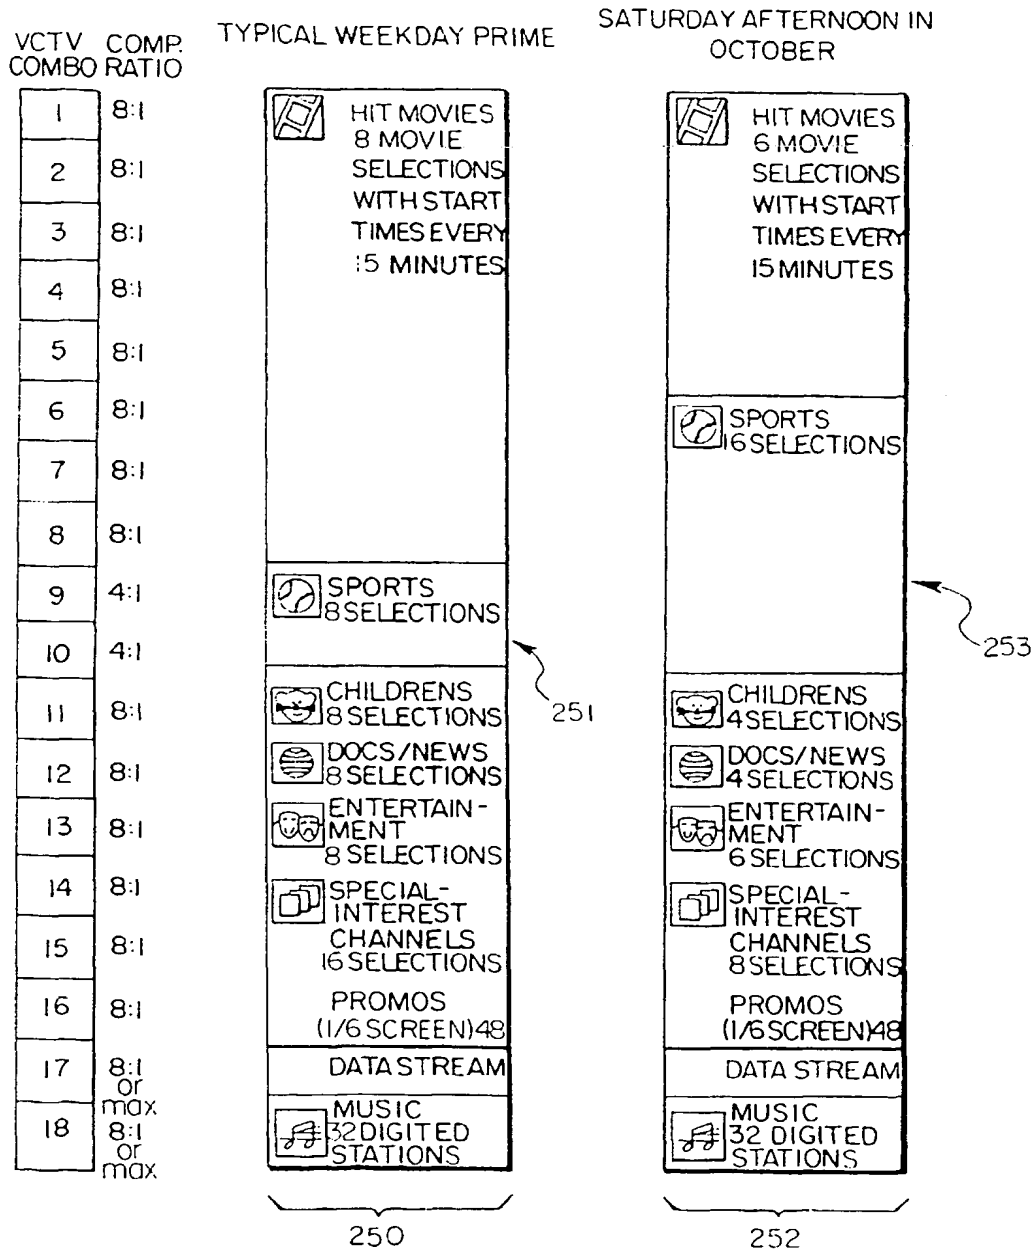 VCTV COMP.
COMBO RATIO
1 8:1
2 8:1
3 8:1
4 8:1
5 8:1
6 8:1
7 8:1
8 8:1
9 4:1
10 4:1
11 8:1
12 8:1
13 8:1
14 8:1
15 8:1
16 8:1
17 8:1
or
max
18 8:1
or
max
TYPICAL WEEKDAY PRIME
HIT MOVIES
8 MOVIE
SELECTIONS
WITH START
TIMES EVERY
15 MINUTES
SPORTS
8 SELECTIONS
CHILDRENS
8 SELECTIONS
DOCS/NEWS
8 SELECTIONS
ENTERTAIN-
MENT
8 SELECTIONS
SPECIAL-
INTEREST
CHANNELS
16 SELECTIONS
PROMOS
(1/6 SCREEN) 48
DATA STREAM
MUSIC
32 DIGITED
STATIONS
251
250
SATURDAY AFTERNOON IN
OCTOBER
HIT MOVIES
6 MOVIE
SELECTIONS
WITH START
TIMES EVERY
15 MINUTES
SPORTS
16 SELECTIONS
CHILDRENS
4 SELECTIONS
DOCS/NEWS
4 SELECTIONS
ENTERTAIN-
MENT
6 SELECTIONS
SPECIAL-
INTEREST
CHANNELS
8 SELECTIONS
PROMOS
(1/6 SCREEN) 48
DATA STREAM
MUSIC
32 DIGITED
STATIONS
253
252